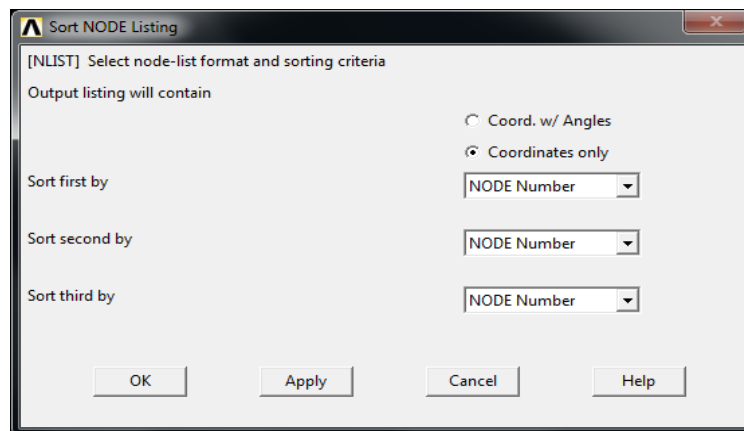 Sort NODE Listing
[NLIST] Select node-list format and sorting criteria
Output listing will contain
Coord. w/ Angles
Coordinates only
Sort first by NODE Number
Sort second by NODE Number
Sort third by NODE Number
OK Apply Cancel Help